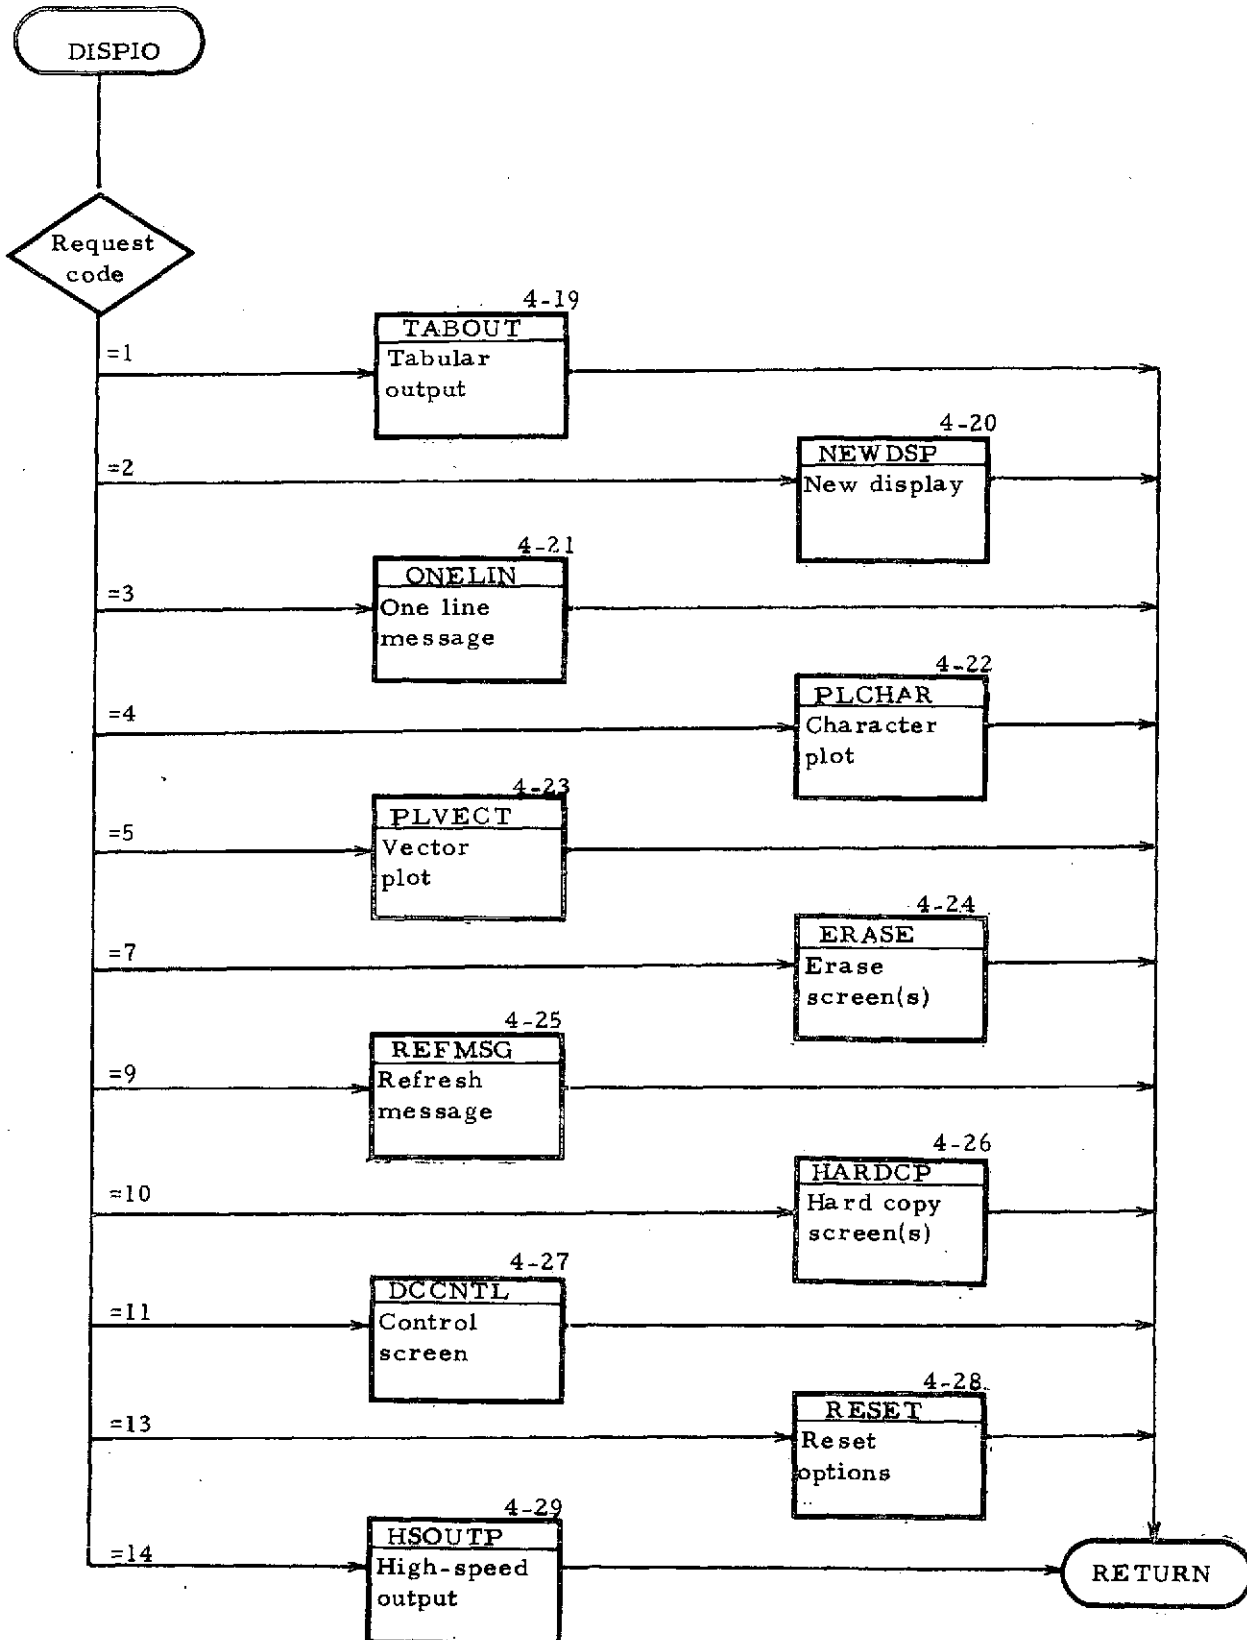 DISPIO
Request
code
4-19
=1
TABOUT
Tabular
output
4-20
=2
NEWDSP
New display
4-21
=3
ONELIN
One line
message
4-22
=4
PLCHAR
Character
plot
4-23
=5
PLVECT
Vector
plot
4-24
=7
ERASE
Erase
screen(s)
4-25
=9
REFMSG
Refresh
message
4-26
=10
HARDCP
Hard copy
screen(s)
4-27
=11
DCCNTL
Control
screen
4-28
=13
RESET
Reset
options
4-29
=14
HSOUTP
High-speed
output
RETURN